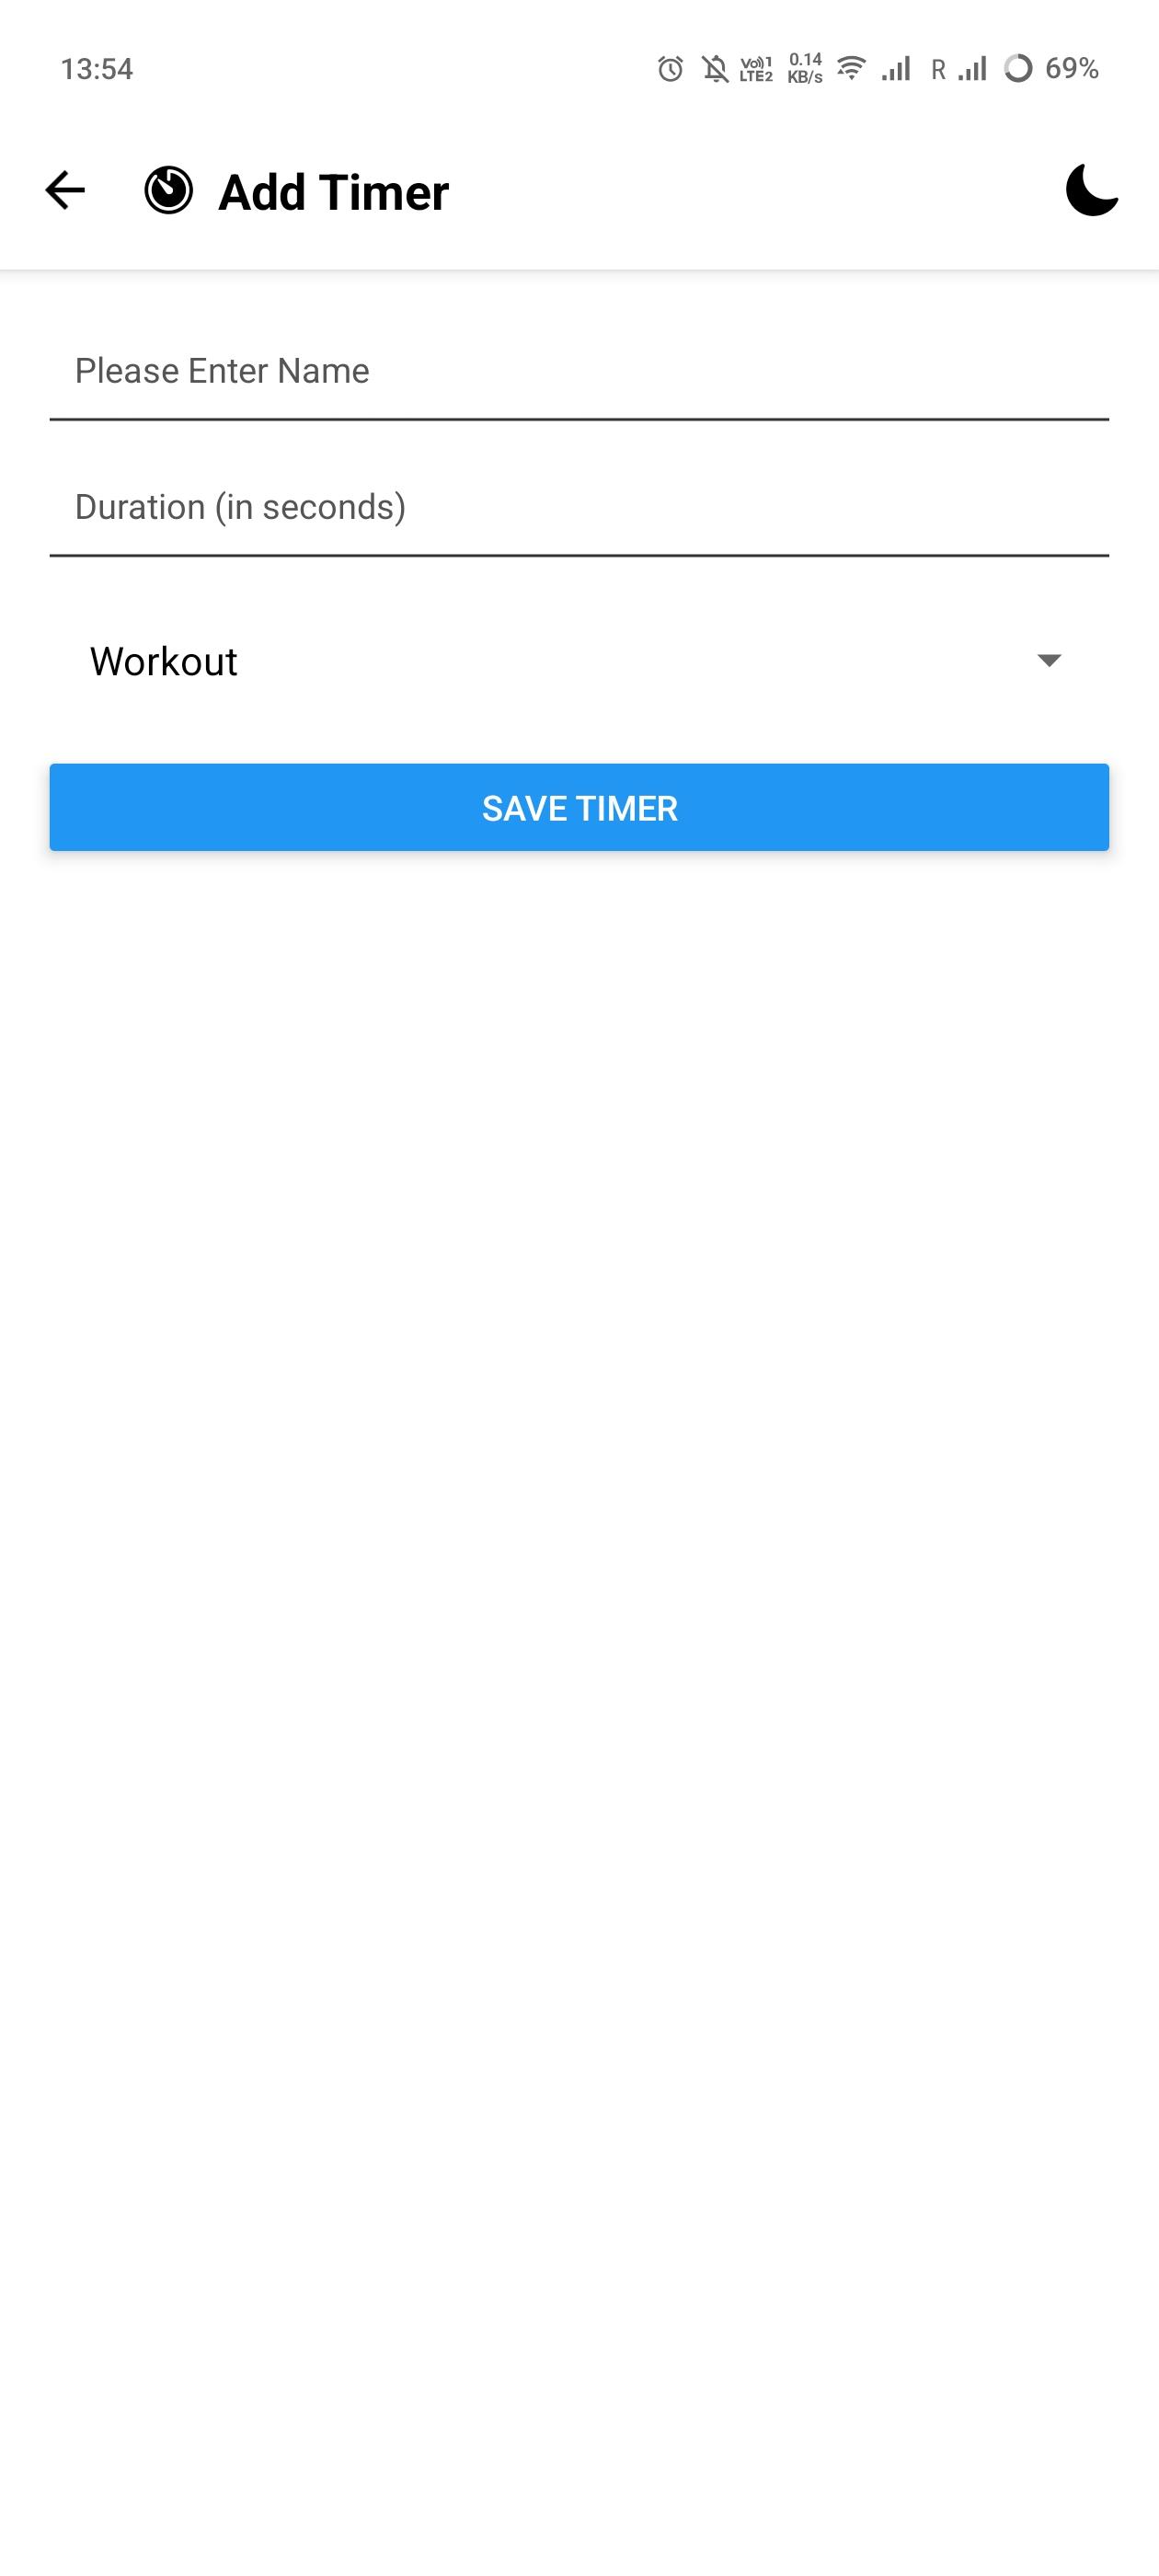 13:54 Vo)) 1 LTE2 0.14 KB/s R 69%
Add Timer
Please Enter Name
Duration (in seconds)
Workout
SAVE TIMER